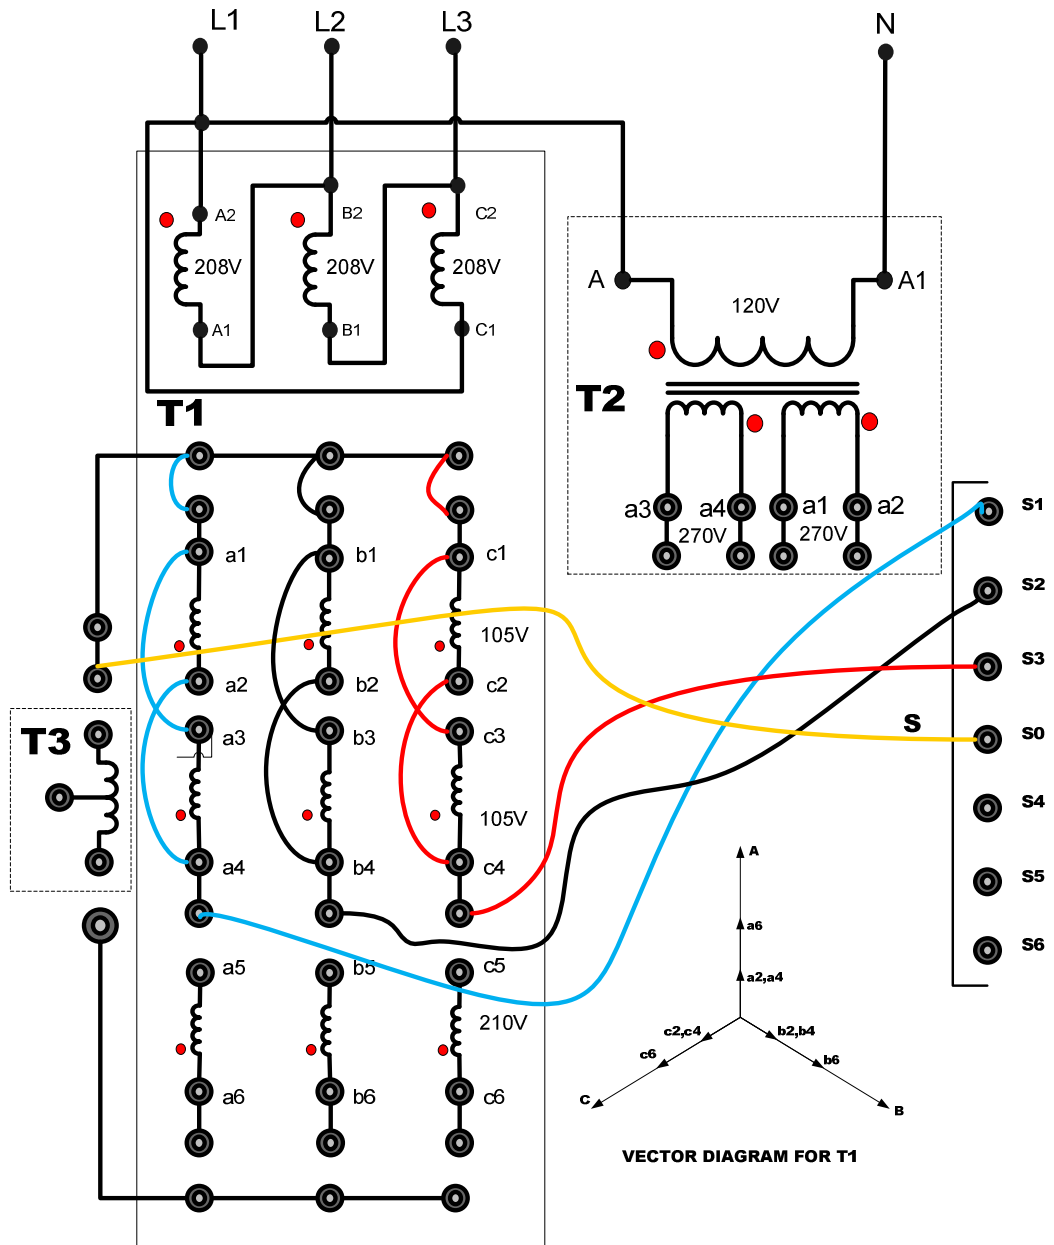 L1 L2 L3 N
A2 B2 C2
208V 208V 208V
A A1
120V
A1 B1 C1
T1 T2
a3 a4 a1 a2
270V 270V
S1
a1 b1 c1
S2
105V
S3
a2 b2 c2
T3 a3 b3 c3
S S0
S4
105V
a4 b4 c4
A
S5
a6
S6
a5 b5 c5
a2,a4
210V
c2,c4 b2,b4
c6 b6
a6 b6 c6
C B
VECTOR DIAGRAM FOR T1